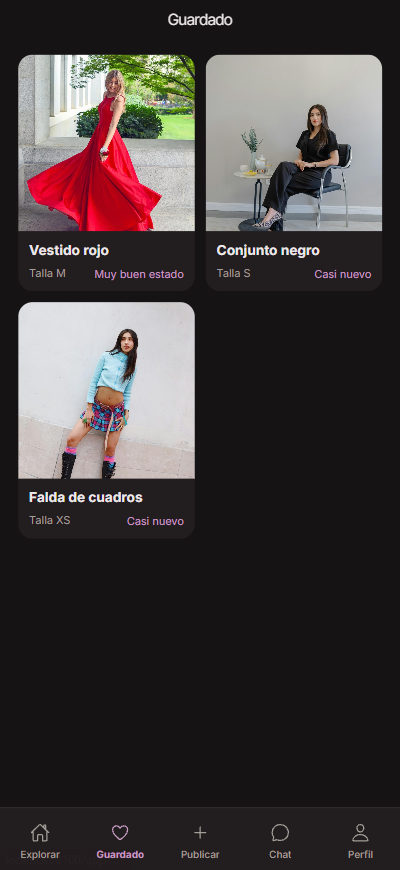 Guardado
Vestido rojo
Talla M Muy buen estado
Conjunto negro
Talla S Casi nuevo
Falda de cuadros
Talla XS Casi nuevo
Explorar Guardado Publicar Chat Perfil